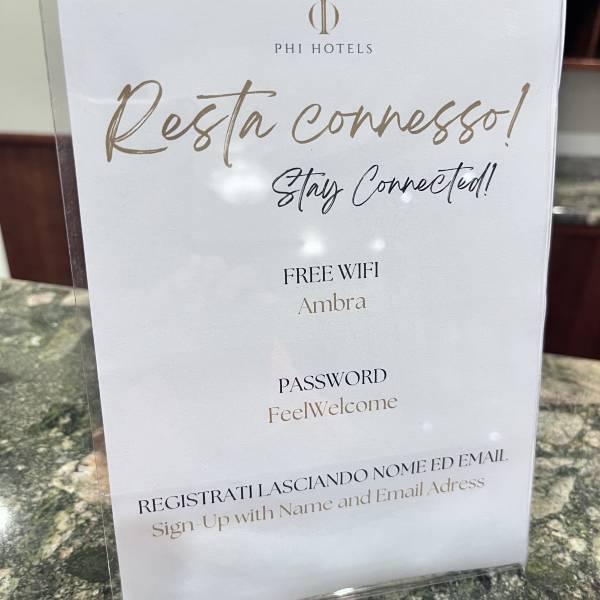 PHI HOTELS
Resta connesso!
Stay Connected!
FREE WIFI
Ambra
PASSWORD
FeelWelcome
REGISTRATI LASCIANDO NOME ED EMAIL
Sign-Up with Name and Email Adress